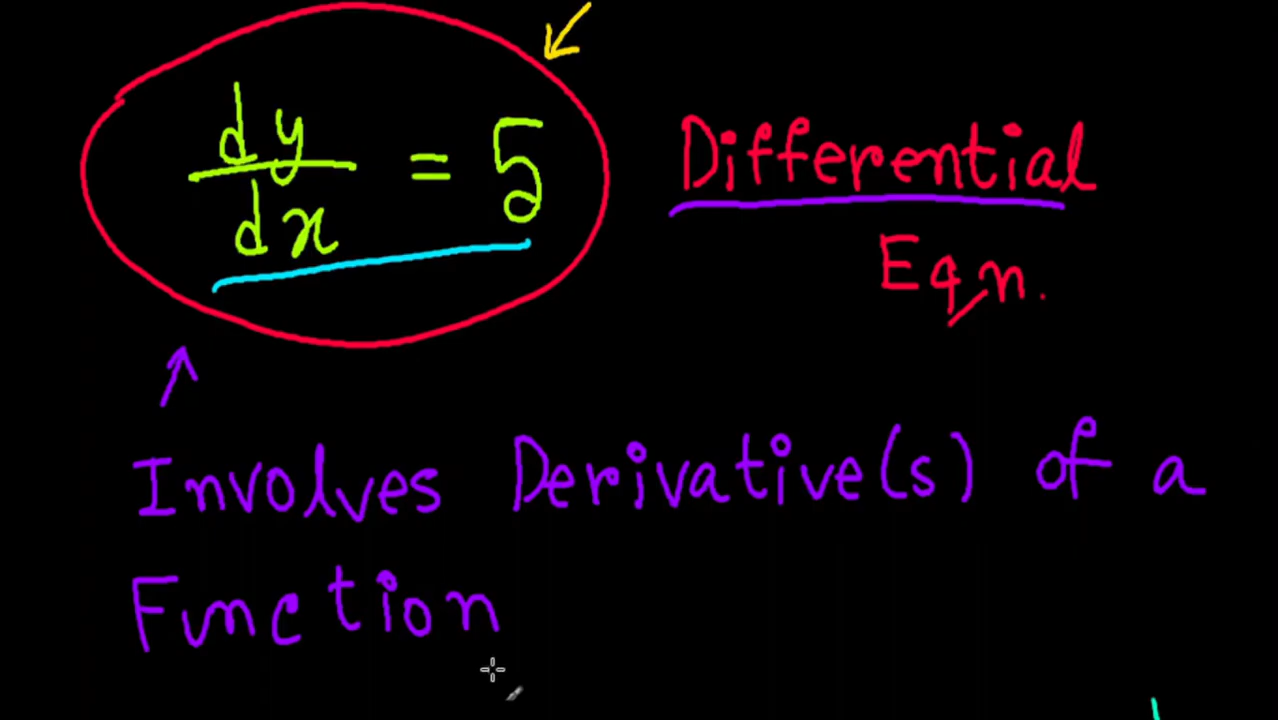 dy/dx = 5
Differential
Eqn.
Involves Derivative(s) of a
Function